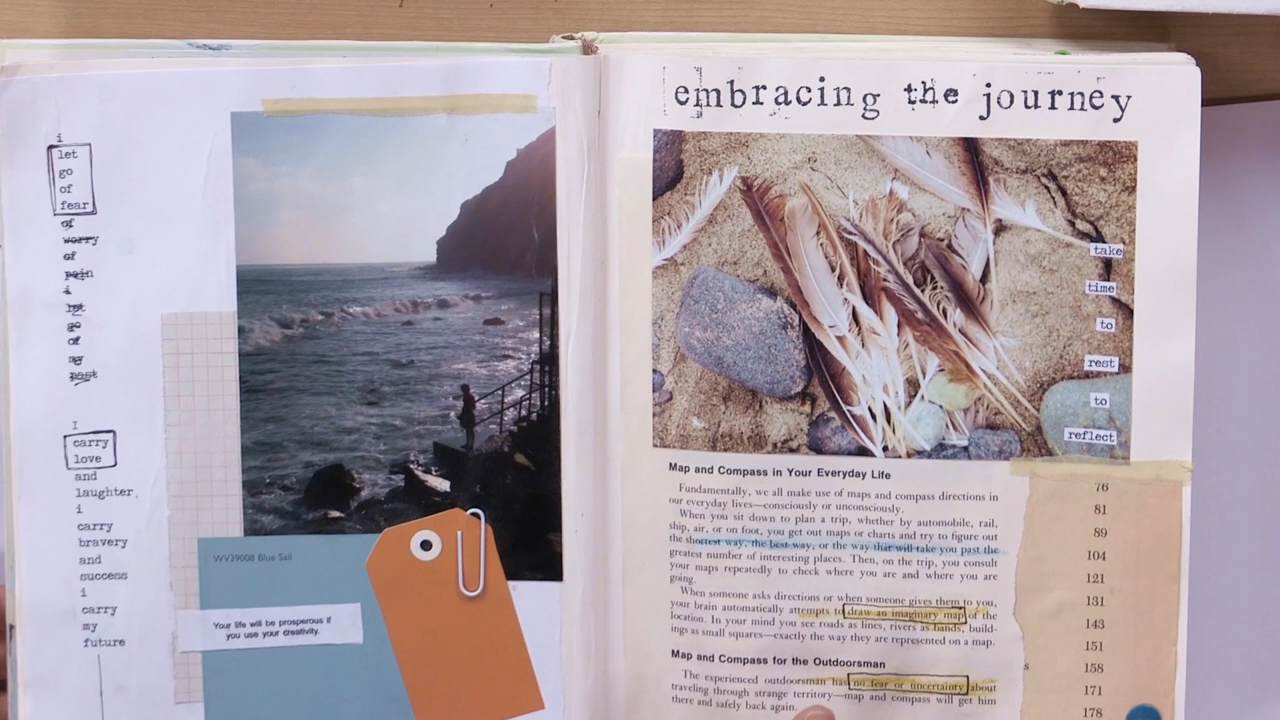 i
let
go
of
fear
of
worry
of
pain
i
let
go
of
my
past
I
carry
love
and
laughter,
i
carry
bravery
and
success
i
carry
my
future
WV39008 Blue Sail
Your life will be prosperous if
you use your creativity.
embracing the journey
take
time
to
rest
to
reflect
Map and Compass in Your Everyday Life
Fundamentally, we all make use of maps and compass directions in
our everyday lives—consciously or unconsciously.
When you sit down to plan a trip, whether by automobile, rail,
ship, air, or on foot, you get out maps or charts and try to figure out
the shortest way, the best way, or the way that will take you past the
greatest number of interesting places. Then, on the trip, you consult
your maps repeatedly to check where you are and where you are
going.
When someone asks directions or when someone gives them to you,
your brain automatically attempts to draw an imaginary map of the
location. In your mind you see roads as lines, rivers as bands, build-
ings as small squares—exactly the way they are represented on a map.
Map and Compass for the Outdoorsman
The experienced outdoorsman has no fear or uncertainty about
traveling through strange territory—map and compass will get him
there and safely back again.
76
81
89
104
121
131
143
151
s 158
171
178